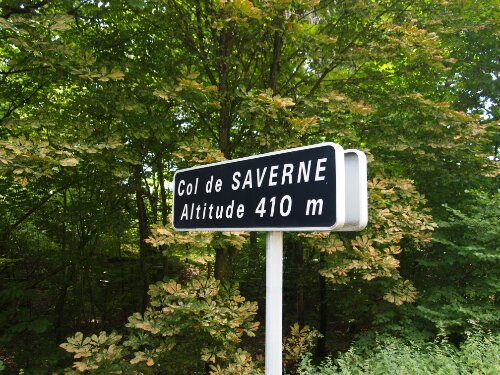 Col de SAVERNE
Altitude 410 m